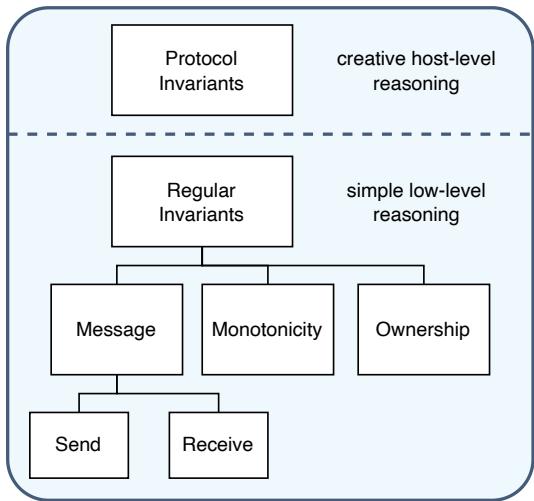 Protocol
Invariants
creative host-level
reasoning
Regular
Invariants
simple low-level
reasoning
Message
Monotonicity
Ownership
Send
Receive